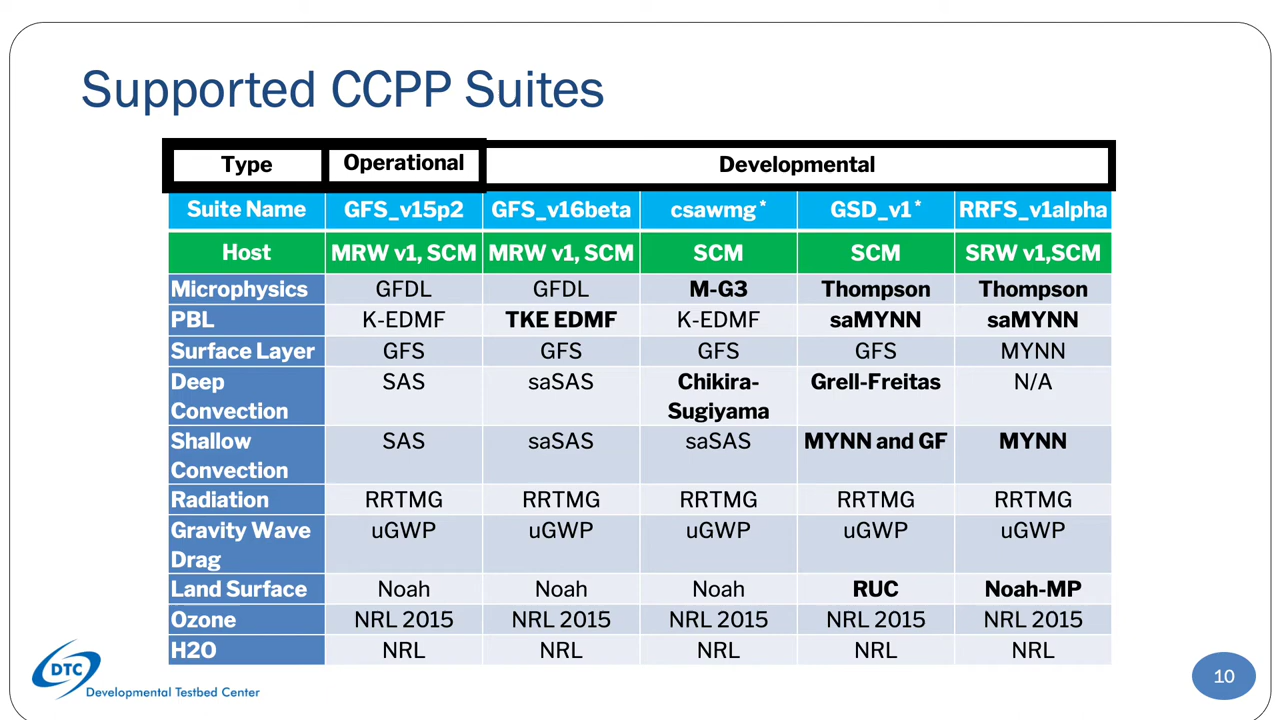 Supported CCPP Suites
Type Operational Developmental
Suite Name GFS_v15p2 GFS_v16beta csawmg* GSD_v1* RRFS_v1alpha
Host MRW v1, SCM MRW v1, SCM SCM SCM SRW v1,SCM
Microphysics GFDL GFDL M-G3 Thompson Thompson
PBL K-EDMF TKE EDMF K-EDMF saMYNN saMYNN
Surface Layer GFS GFS GFS GFS MYNN
Deep SAS saSAS Chikira- Grell-Freitas N/A
Convection Sugiyama
Shallow SAS saSAS saSAS MYNN and GF MYNN
Convection
Radiation RRTMG RRTMG RRTMG RRTMG RRTMG
Gravity Wave uGWP uGWP uGWP uGWP uGWP
Drag
Land Surface Noah Noah Noah RUC Noah-MP
Ozone NRL 2015 NRL 2015 NRL 2015 NRL 2015 NRL 2015
H2O NRL NRL NRL NRL NRL
DTC
Developmental Testbed Center
10